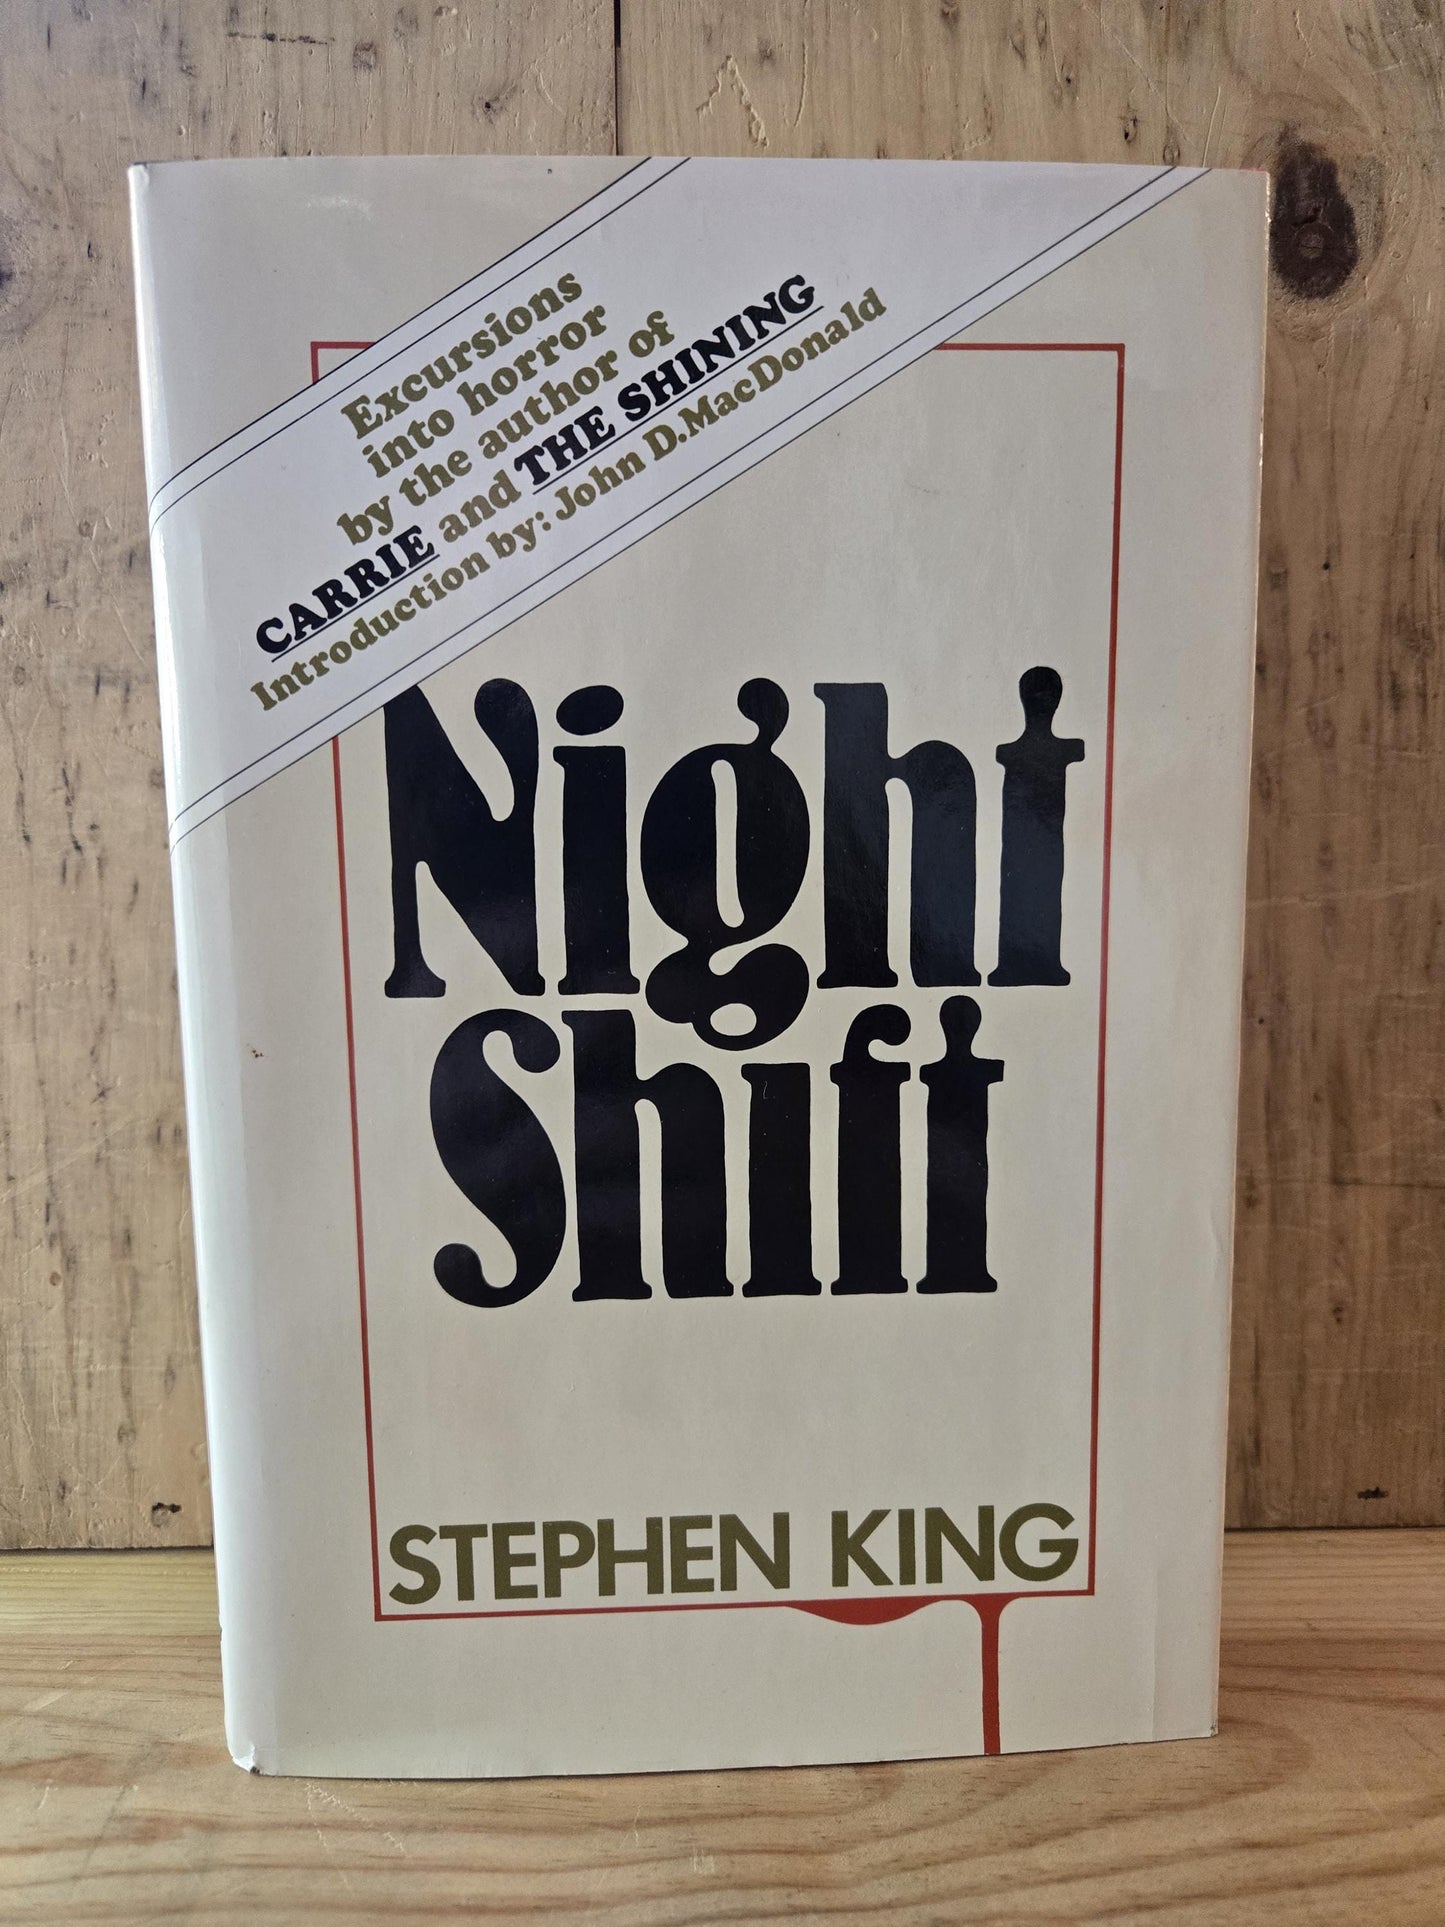 Excursions
into horror
by the author of
CARRIE and THE SHINING
Introduction by: John D.MacDonald
Night
Shift
STEPHEN KING